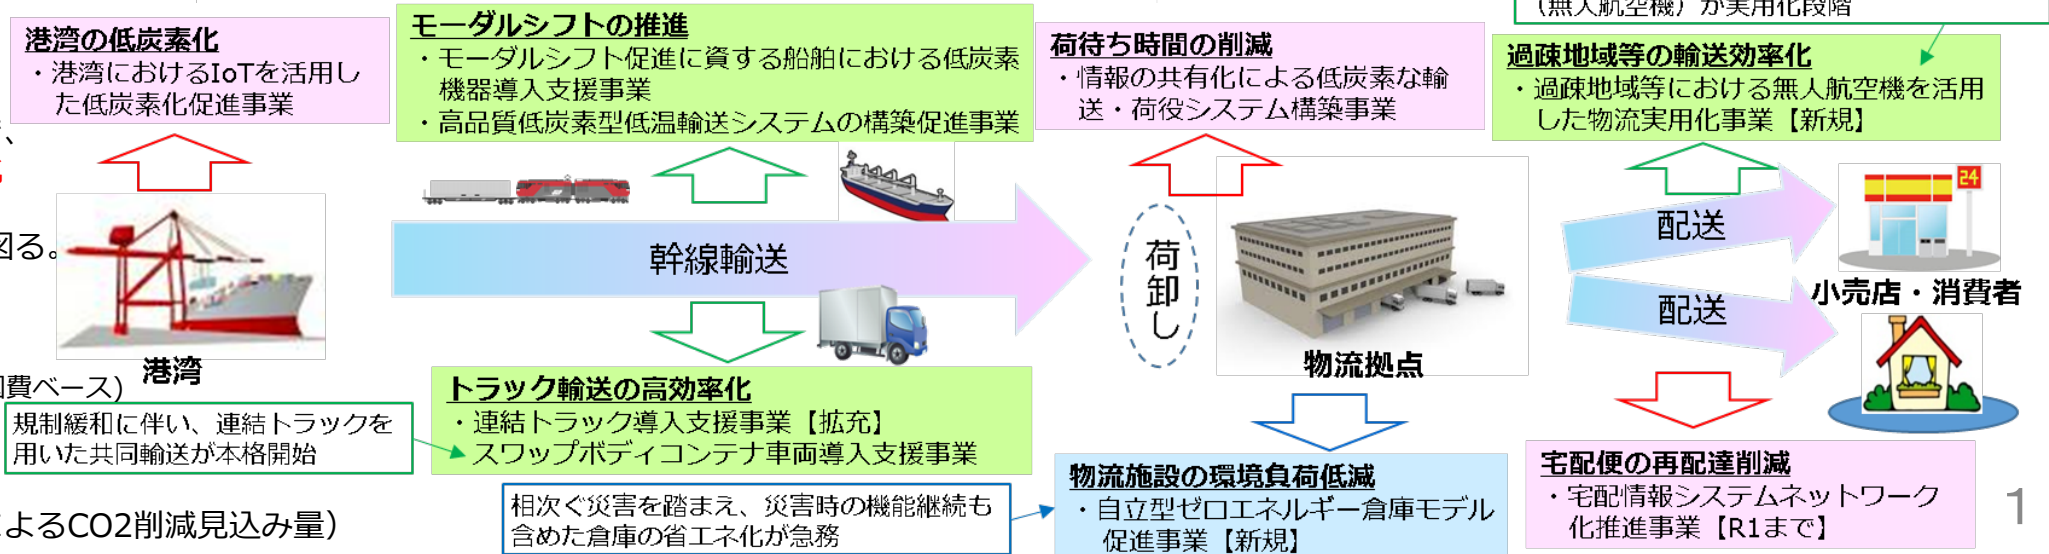 (無人航空機)が実用化段階
港湾の低炭素化
・港湾におけるIoTを活用し
た低炭素化促進事業
モーダルシフトの推進
・モーダルシフト促進に資する船舶における低炭素
機器導入支援事業
・高品質低炭素型低温輸送システムの構築促進事業
荷待ち時間の削減
・情報の共有化による低炭素な輸
送・荷役システム構築事業
過疎地域等の輸送効率化
・過疎地域等における無人航空機を活用
した物流実用化事業【新規】
、
図る。
幹線輸送
荷卸し
配送
配送
24
小売店・消費者
港湾
物流拠点
費ベース)
規制緩和に伴い、連結トラックを
用いた共同輸送が本格開始
トラック輸送の高効率化
・連結トラック導入支援事業【拡充】
・スワップボディコンテナ車両導入支援事業
相次ぐ災害を踏まえ、災害時の機能継続も
含めた倉庫の省エネ化が急務
物流施設の環境負荷低減
・自立型ゼロエネルギー倉庫モデル
促進事業【新規】
宅配便の再配達削減
・宅配情報システムネットワーク
化推進事業【R1まで】
によるCO2削減見込み量)
1